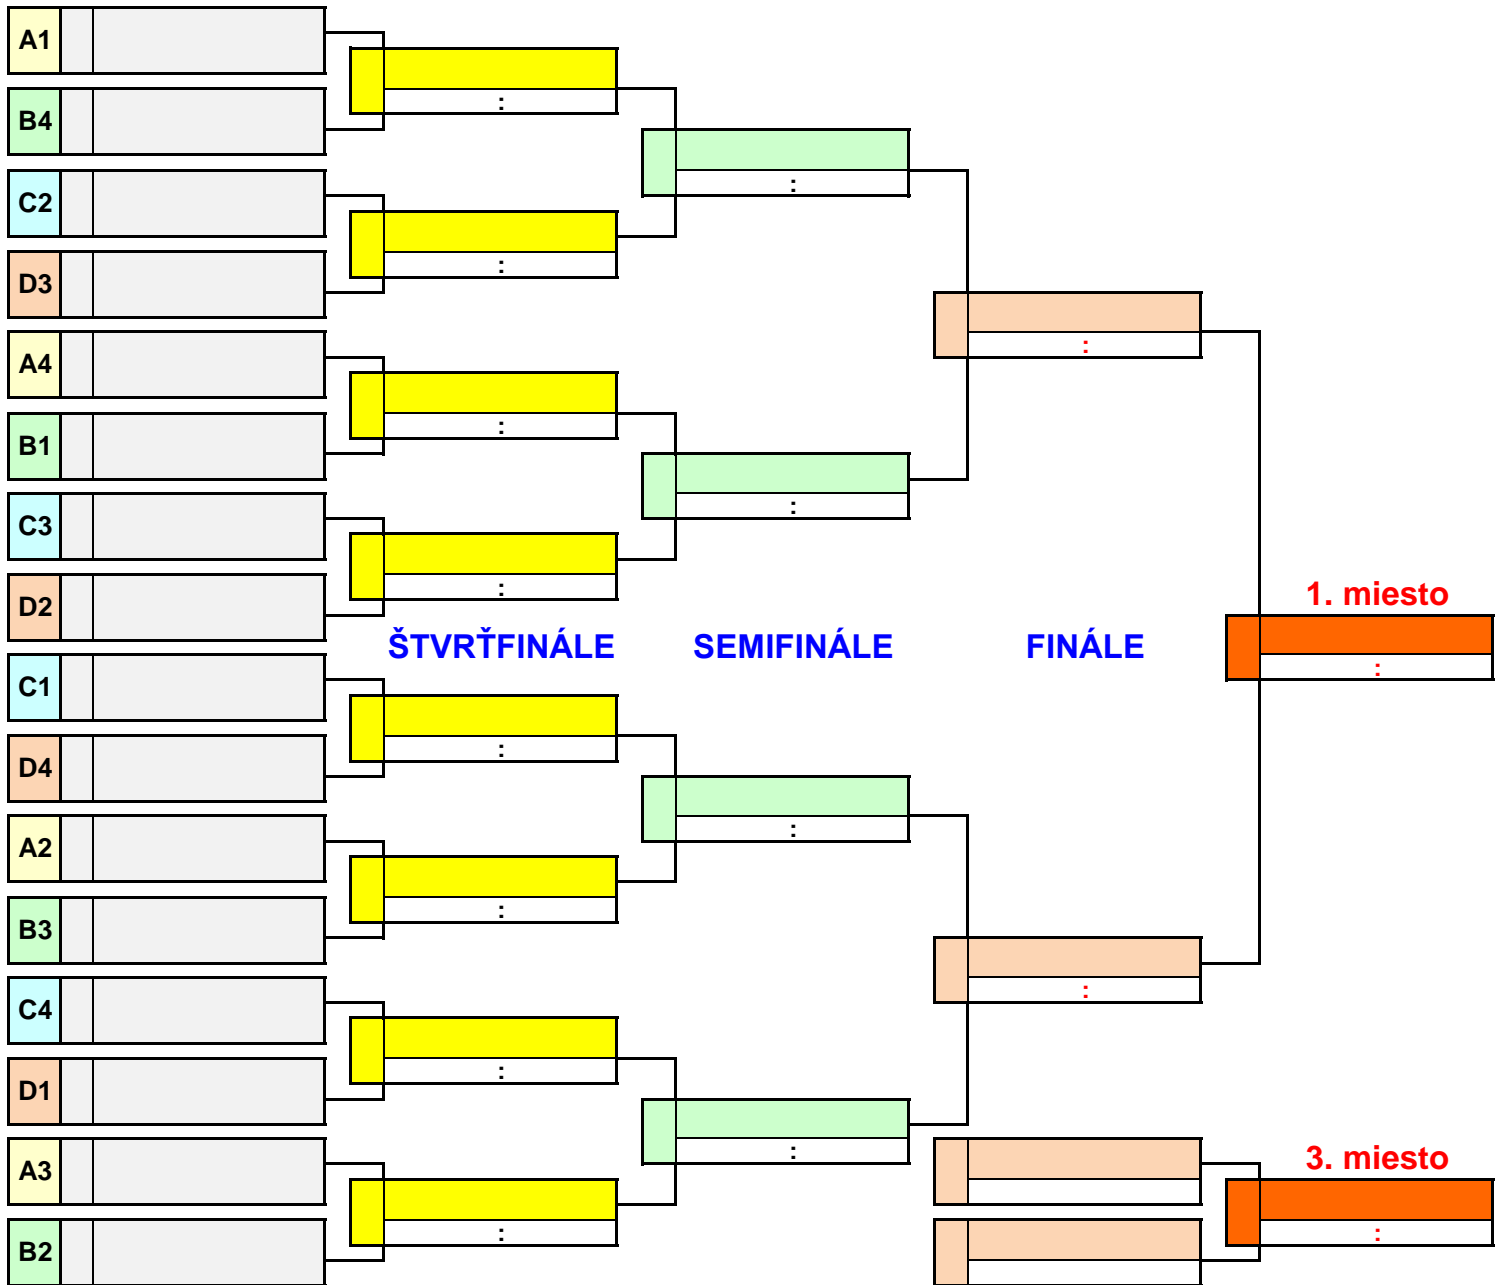 A1
:
B4
:
C2
:
D3
:
A4
:
B1
:
C3
:
D2
1. miesto
ŠTVRŤFINÁLE SEMIFINÁLE FINÁLE
:
C1
:
D4
:
A2
:
B3
:
C4
:
D1
:
A3
3. miesto
:
B2
: